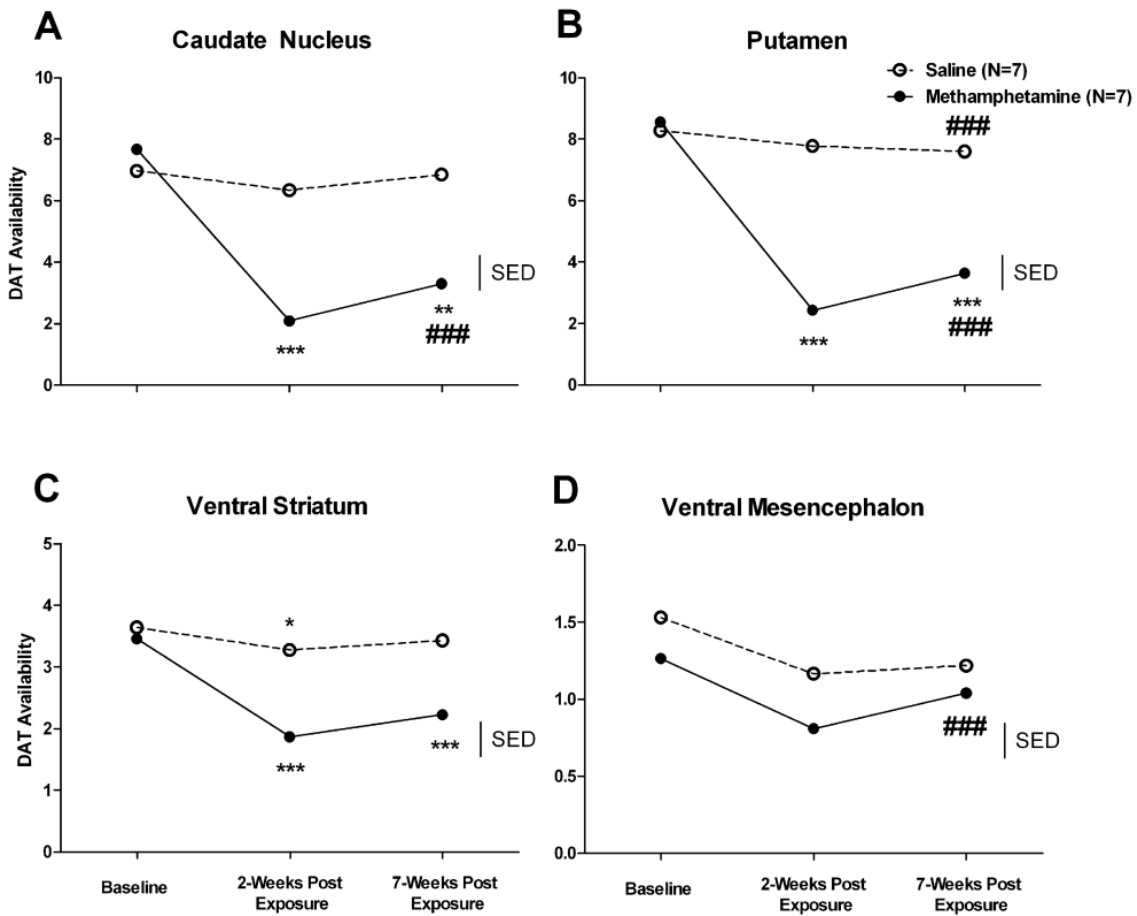 A
Caudate Nucleus
10
8
6
4
2
0
DAT Availability
SED
**
###
***
B
Putamen
Saline (N=7)
Methamphetamine (N=7)
###
10
8
6
4
2
0
SED
***
###
***
C
Ventral Striatum
5
4
3
2
1
0
DAT Availability
*
SED
***
***
Baseline
2-Weeks Post
Exposure
7-Weeks Post
Exposure
D
Ventral Mesencephalon
2.0
1.5
1.0
0.5
0.0
###
SED
Baseline
2-Weeks Post
Exposure
7-Weeks Post
Exposure